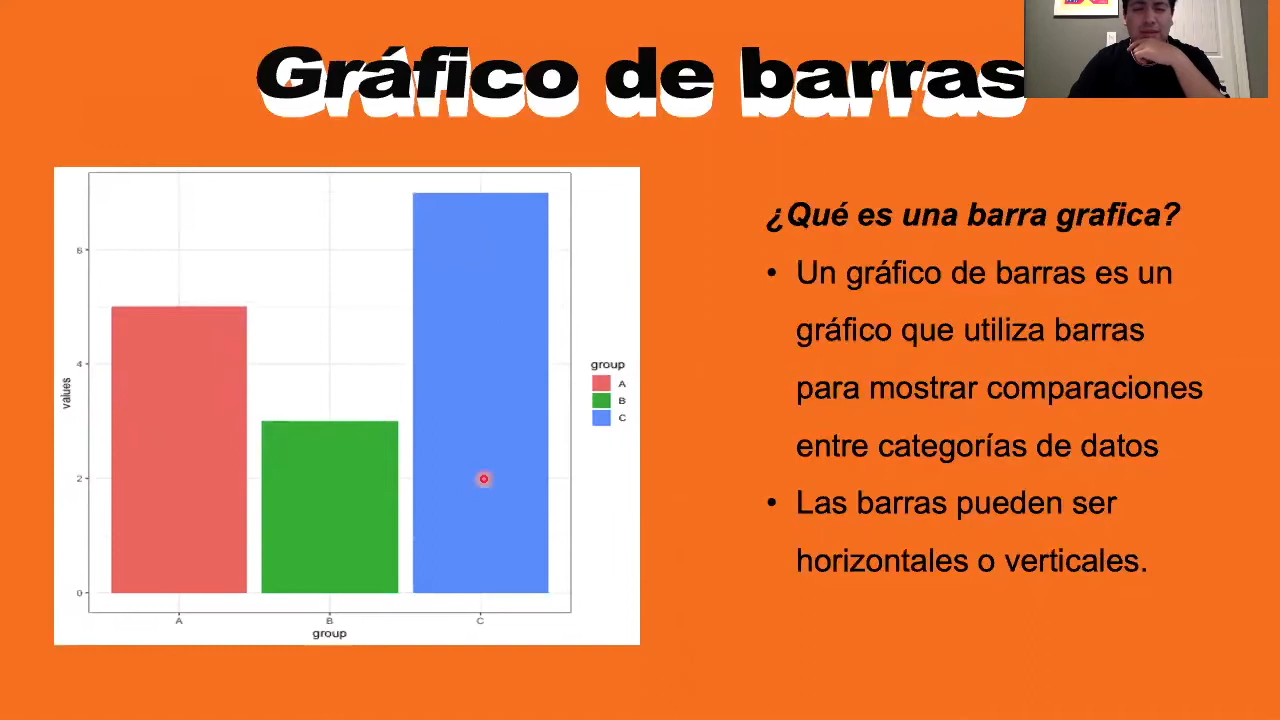 Gráfico de barras
6
4
2
0
values
A
B
C
group
group
A
B
C
¿Qué es una barra grafica?
• Un gráfico de barras es un
gráfico que utiliza barras
para mostrar comparaciones
entre categorías de datos
• Las barras pueden ser
horizontales o verticales.